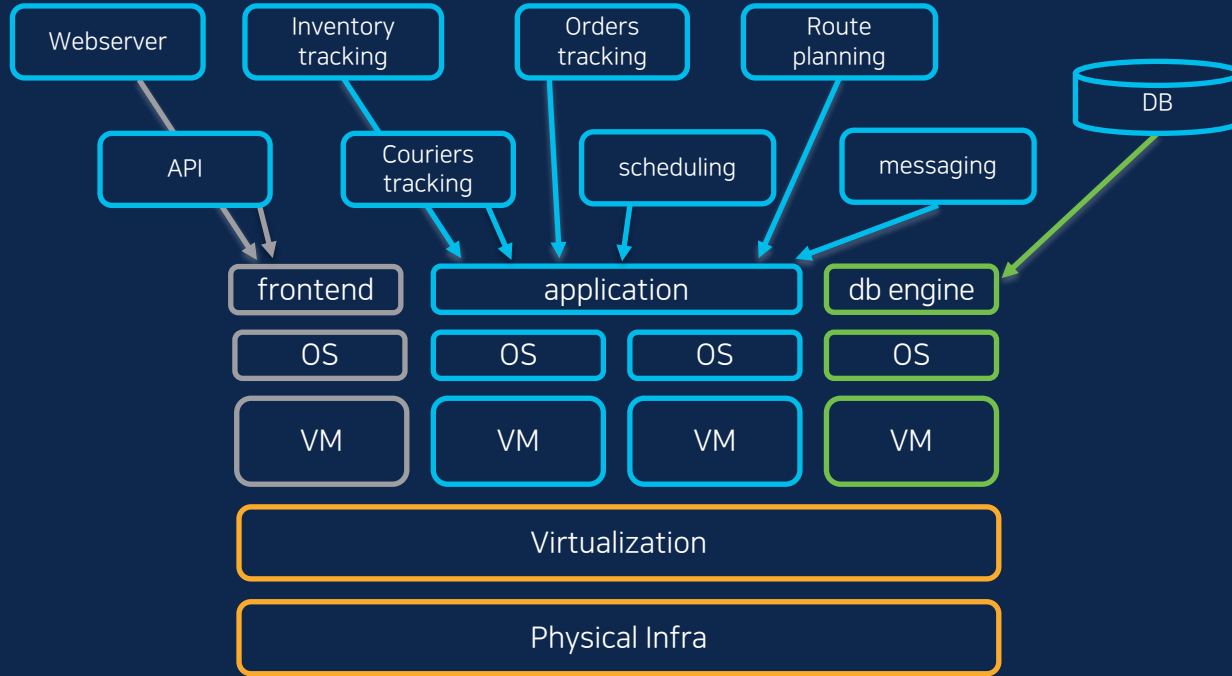 Webserver
Inventory
tracking
Orders
tracking
Route
planning
DB
API
Couriers
tracking
scheduling
messaging
frontend
application
db engine
OS
OS
OS
OS
VM
VM
VM
VM
Virtualization
Physical Infra